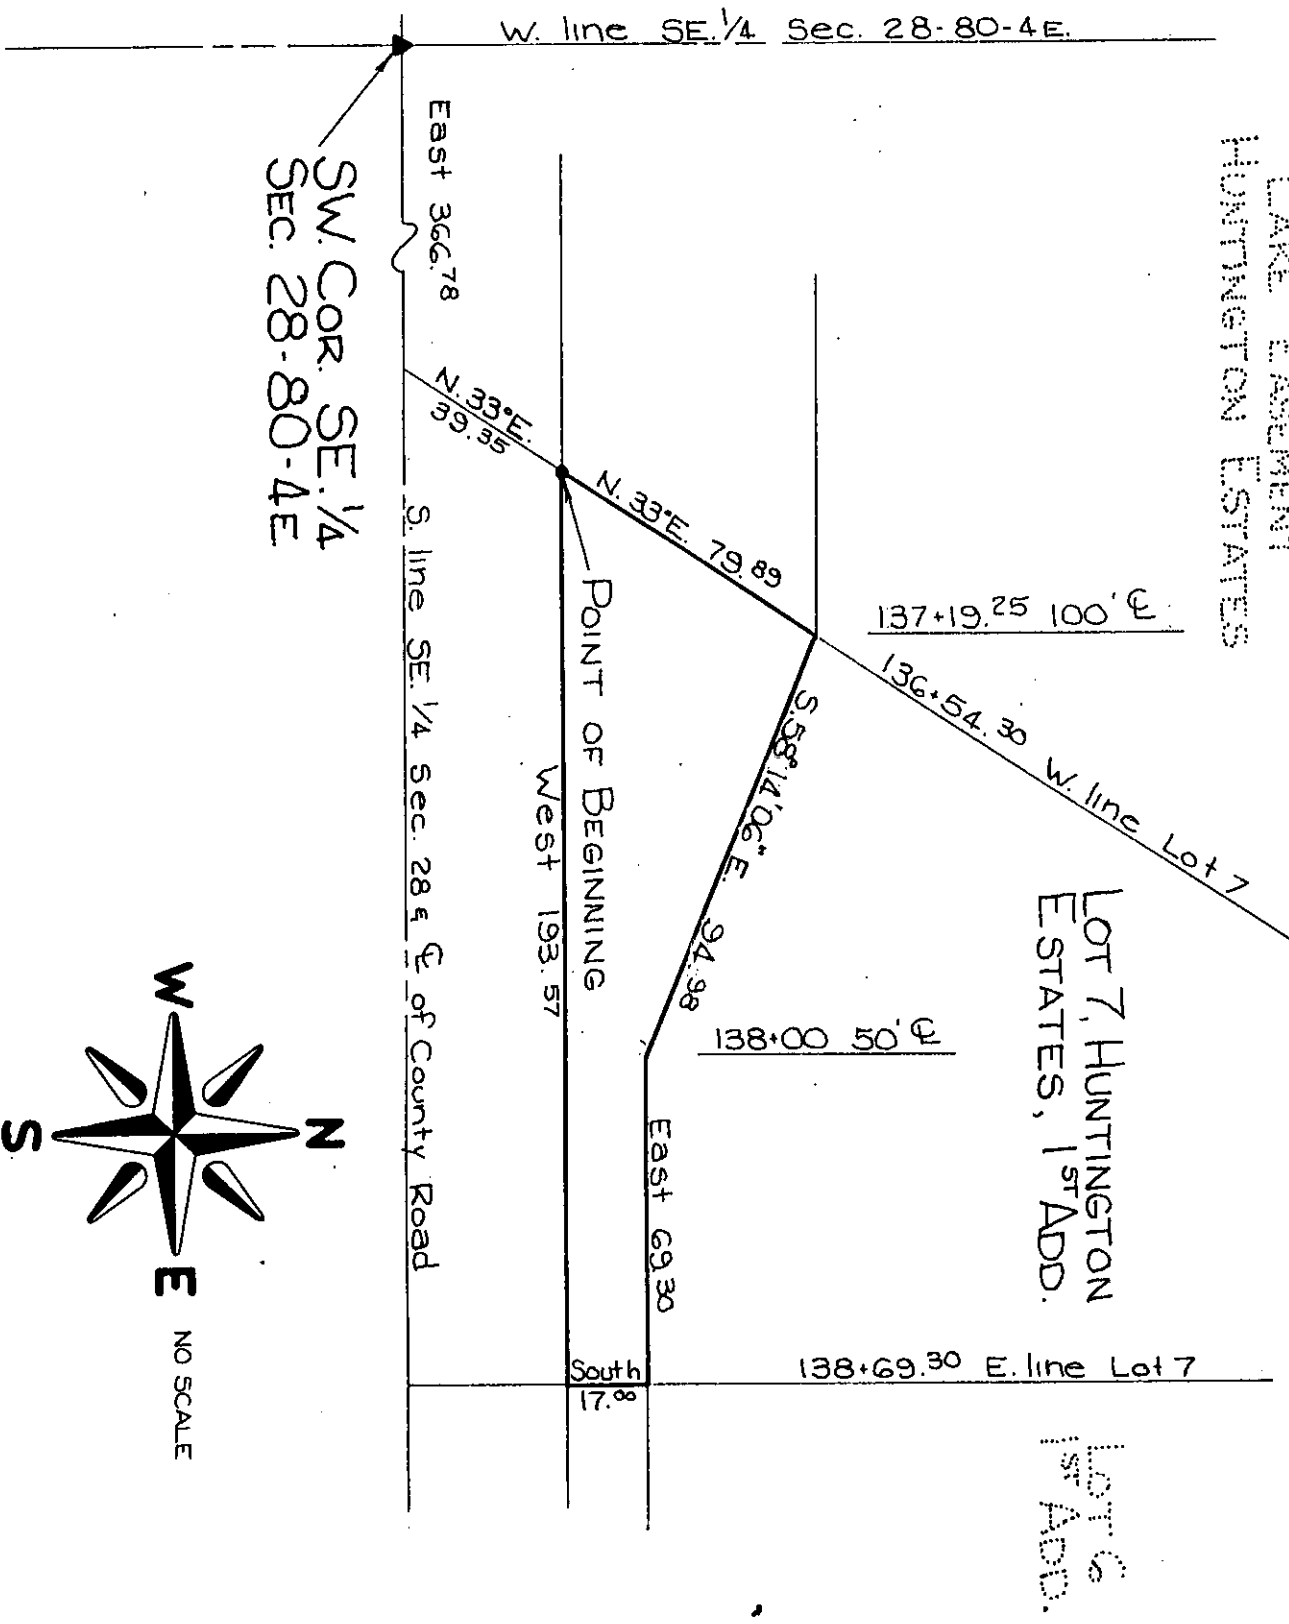 W. line SE. 1/4 Sec. 28-80-4E.
LAKE EASEMENT
HUNTINGTON ESTATES
East 366.78
SW. COR. SE. 1/4
SEC. 28-80-4E
N. 33° E.
39.35
N. 33° E. 79.89
137+19.25 100' ℄
136+54.30 W. line Lot 7
POINT OF BEGINNING
S. 58° 14' 06" E. 94.98
West 193.57
S. line SE. 1/4 Sec. 28 & ℄ of County Road
LOT 7, HUNTINGTON
ESTATES, 1ST ADD.
138+00 50' ℄
East 69.30
South
17.00
138+69.30 E. line Lot 7
LOT 6
1ST ADD.
W
N
S
E
NO SCALE